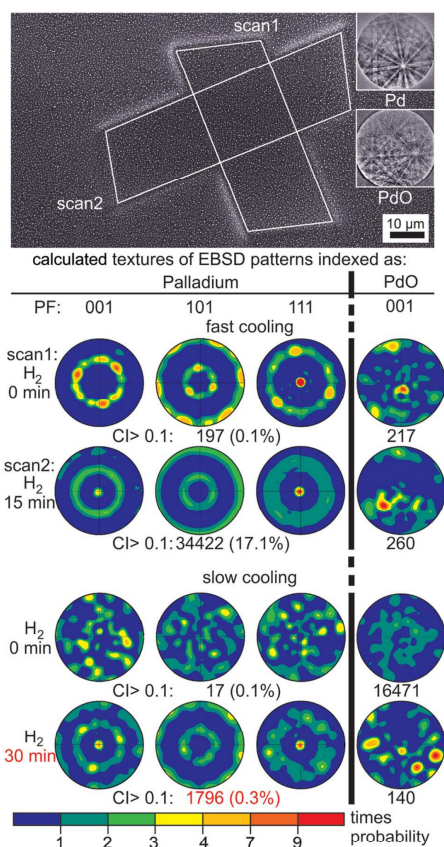 scan1
Pd
PdO
scan2
10 µm
calculated textures of EBSD patterns indexed as:
Palladium PdO
PF: 001 101 111 001
fast cooling
scan1:
H2
0 min
CI> 0.1: 197 (0.1%) 217
scan2:
H2
15 min
CI> 0.1: 34422 (17.1%) 260
slow cooling
H2
0 min
CI> 0.1: 17 (0.1%) 16471
H2
30 min
CI> 0.1: 1796 (0.3%) 140
1 2 3 4 7 9
times
probability